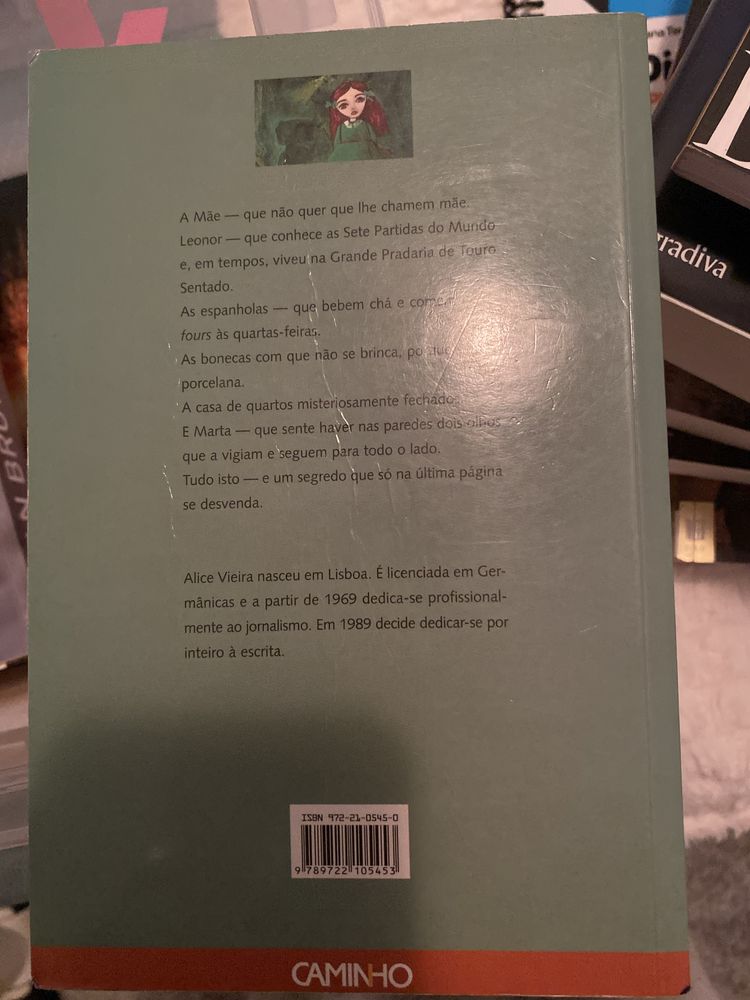 A Mãe — que não quer que lhe chamem mãe.
Leonor — que conhece as Sete Partidas do Mundo
e, em tempos, viveu na Grande Pradaria de Touro
Sentado.
As espanholas — que bebem chá e
fours às quartas-feiras.
As bonecas com que não se brinca,
porcelana.
A casa de quartos misteriosamente
E Marta — que sente haver nas paredes dois olhos
que a vigiam e seguem para todo o lado.
Tudo isto — e um segredo que só na última página
se desvenda.
Alice Vieira nasceu em Lisboa. É licenciada em Ger-
mânicas e a partir de 1969 dedica-se profissional-
mente ao jornalismo. Em 1989 decide dedicar-se por
inteiro à escrita.
ISBN 972-21-0545-0
9 789722 105453
CAMINHO